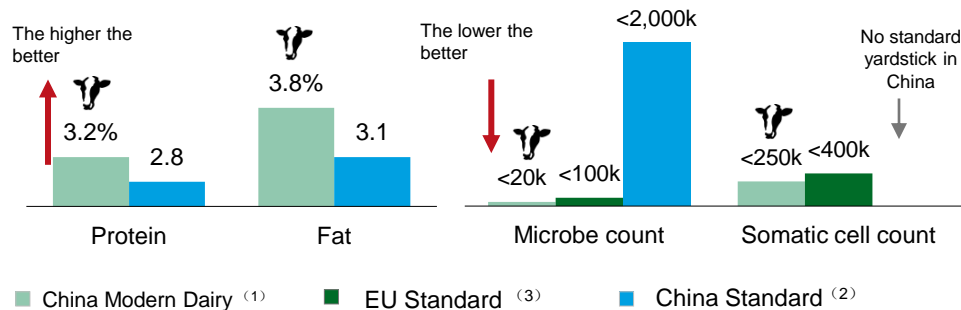 The higher the
better
3.2%
2.8
3.8%
3.1
Protein
Fat
The lower the
better
<20k
<100k
<2,000k
<250k
<400k
No standard
yardstick in
China
Microbe count
Somatic cell count
China Modern Dairy （1）
EU Standard （3）
China Standard （2）